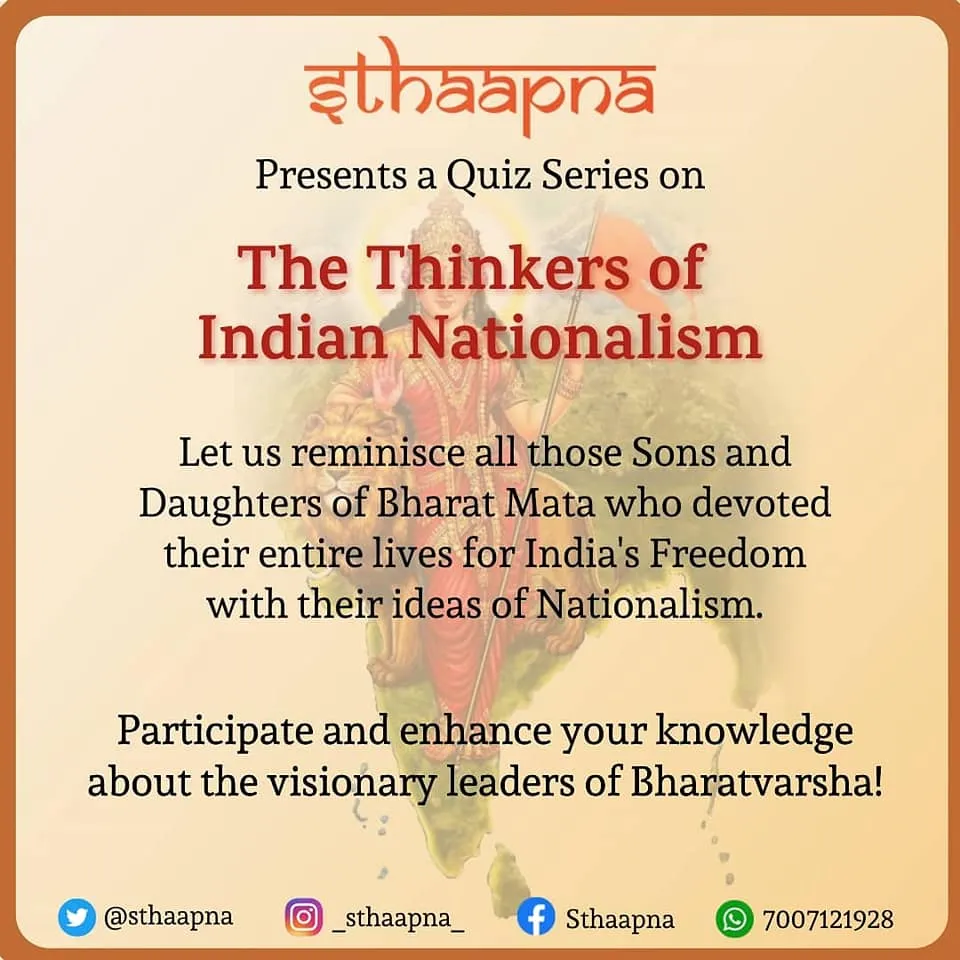 sthaapna
Presents a Quiz Series on
The Thinkers of
Indian Nationalism
Let us reminisce all those Sons and
Daughters of Bharat Mata who devoted
their entire lives for India's Freedom
with their ideas of Nationalism.
Participate and enhance your knowledge
about the visionary leaders of Bharatvarsha!
@sthaapna _sthaapna_ Sthaapna 7007121928